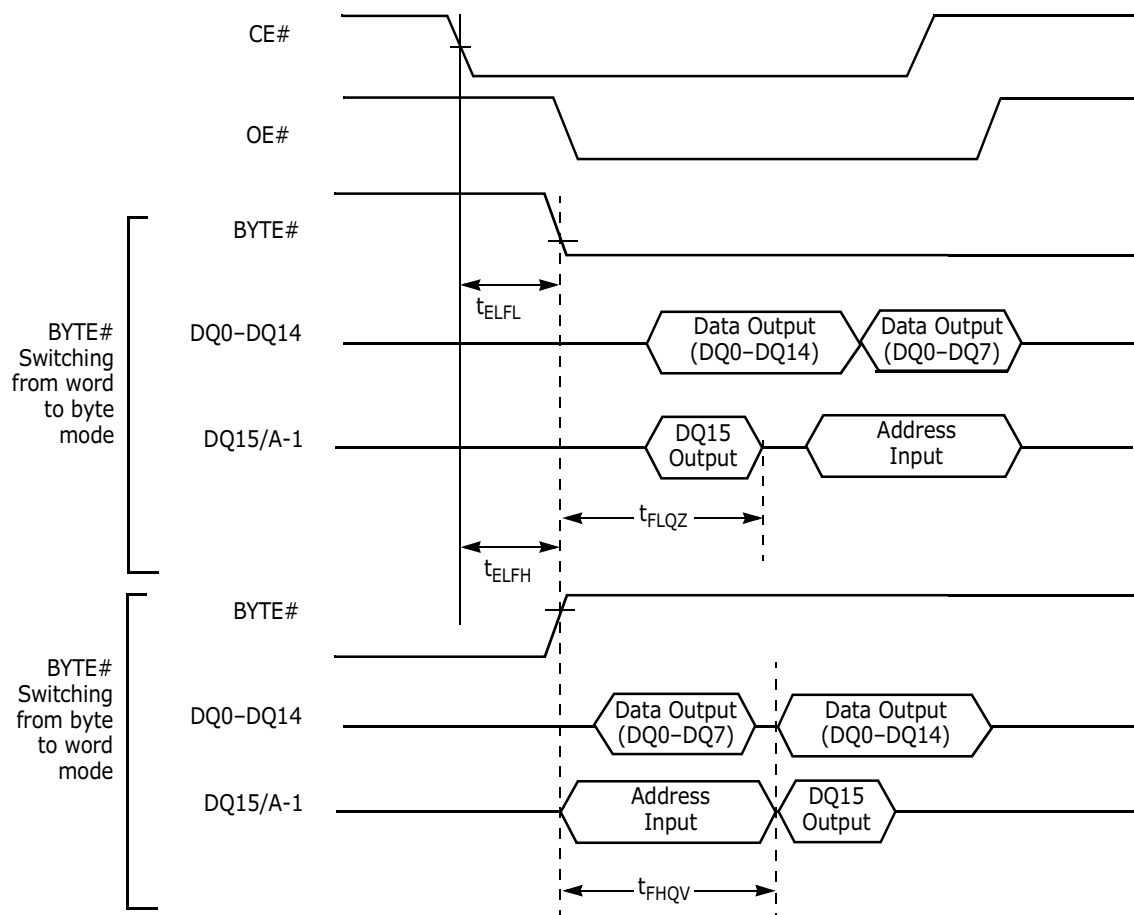 CE#
OE#
BYTE#
tELFL
BYTE#
Switching
from word
to byte
mode
DQ0–DQ14
Data Output
(DQ0–DQ14)
Data Output
(DQ0–DQ7)
DQ15/A-1
DQ15
Output
Address
Input
tFLQZ
tELFH
BYTE#
BYTE#
Switching
from byte
to word
mode
DQ0–DQ14
Data Output
(DQ0–DQ7)
Data Output
(DQ0–DQ14)
DQ15/A-1
Address
Input
DQ15
Output
tFHQV